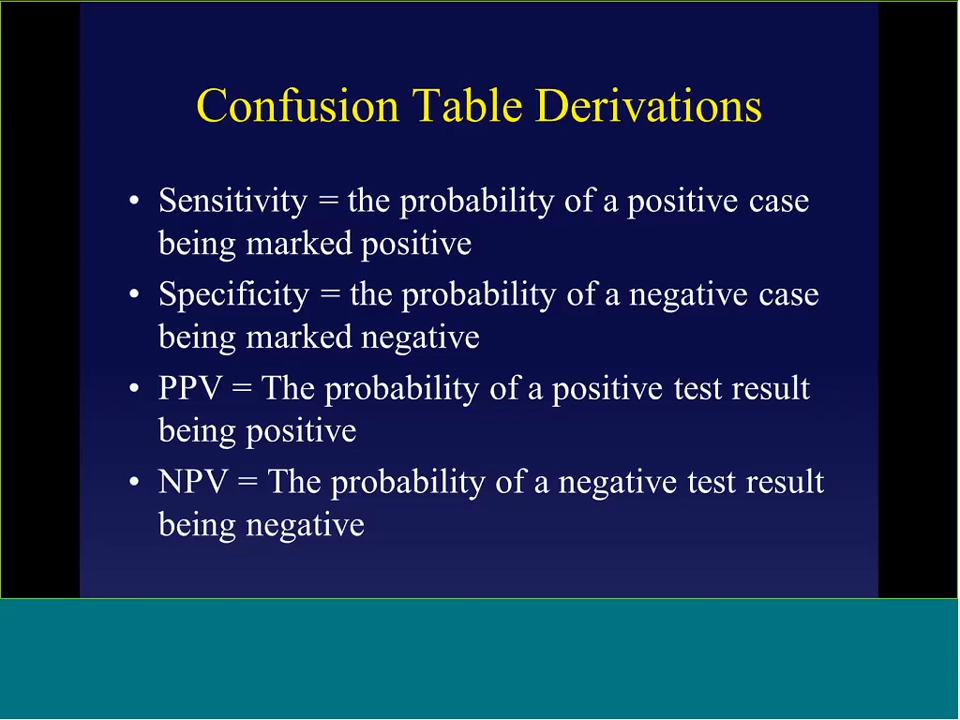 Confusion Table Derivations
• Sensitivity = the probability of a positive case
being marked positive
• Specificity = the probability of a negative case
being marked negative
• PPV = The probability of a positive test result
being positive
• NPV = The probability of a negative test result
being negative